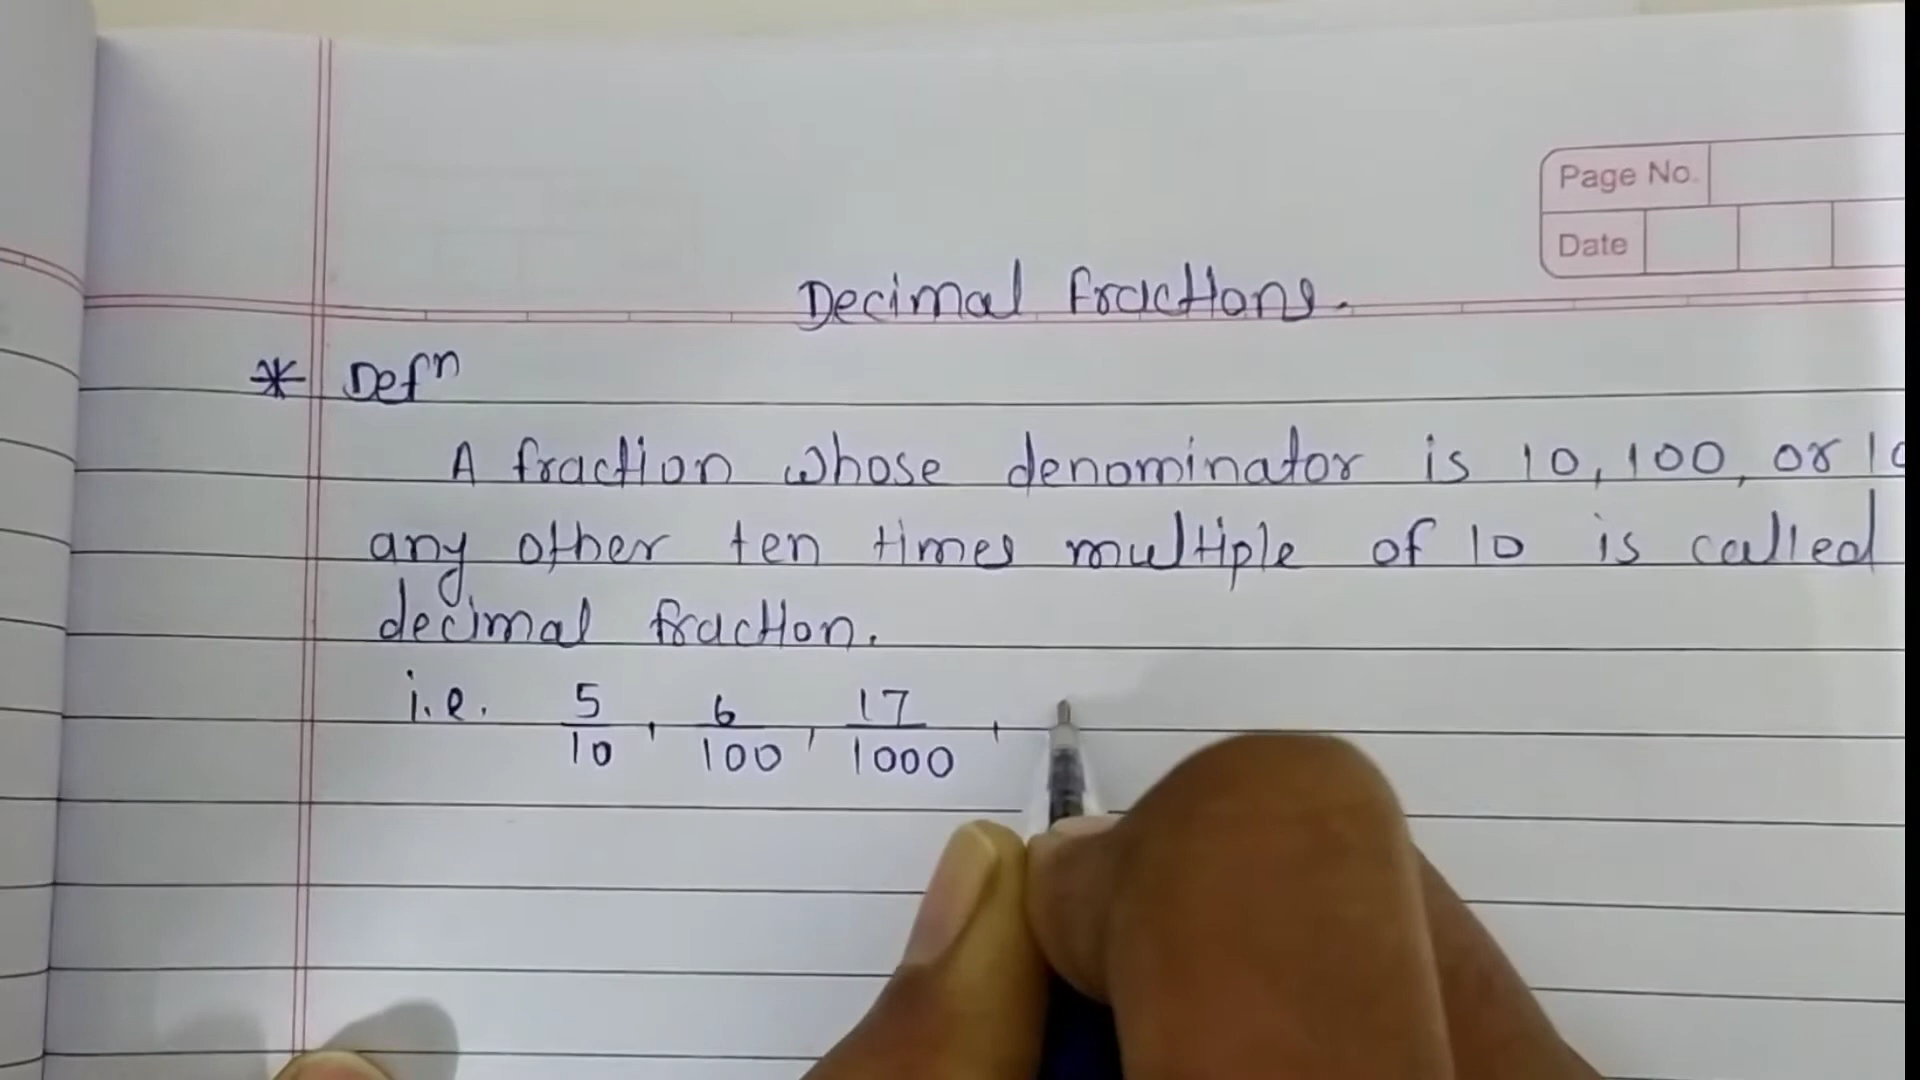 Page No.
Date
Decimal fractions.
* Defn
A fraction whose denominator is 10, 100, or
any other ten times multiple of 10 is called
decimal fraction.
i.e. 5/10, 6/100, 17/1000,